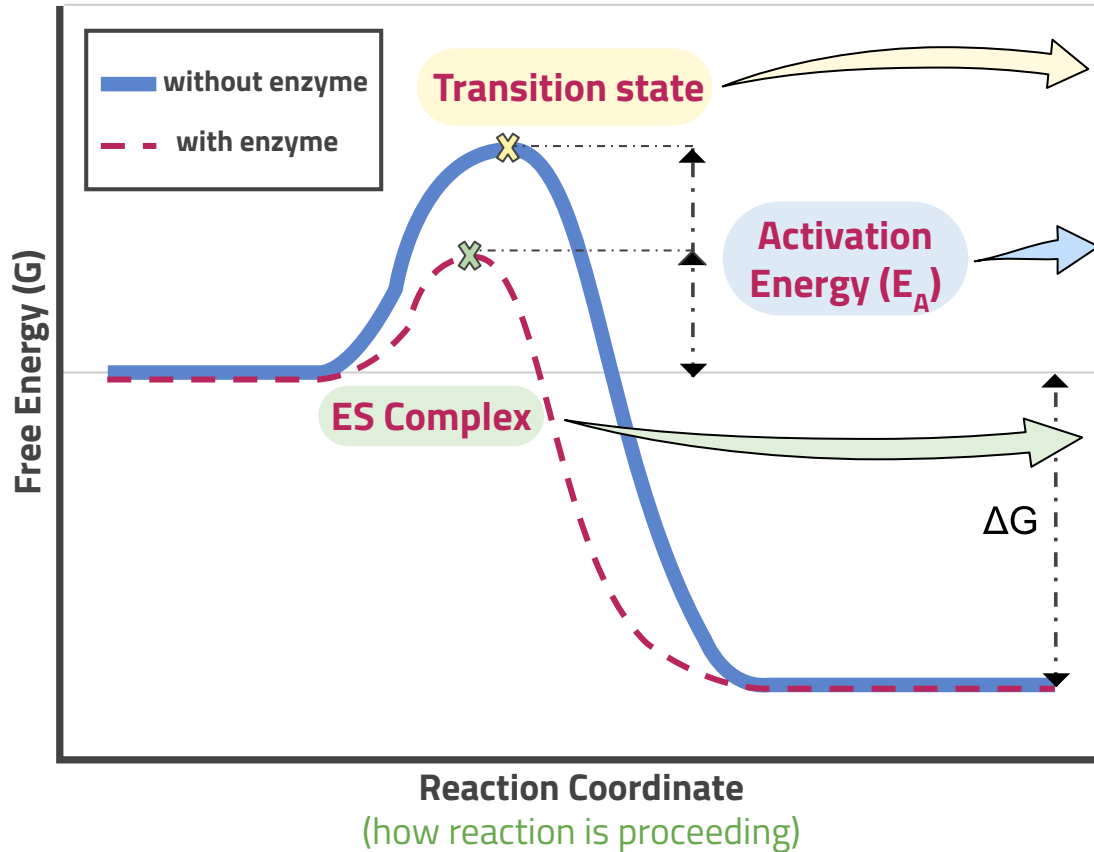 without enzyme
with enzyme
Transition state
Activation
Energy (E_A)
ES Complex
ΔG
Free Energy (G)
Reaction Coordinate
(how reaction is proceeding)